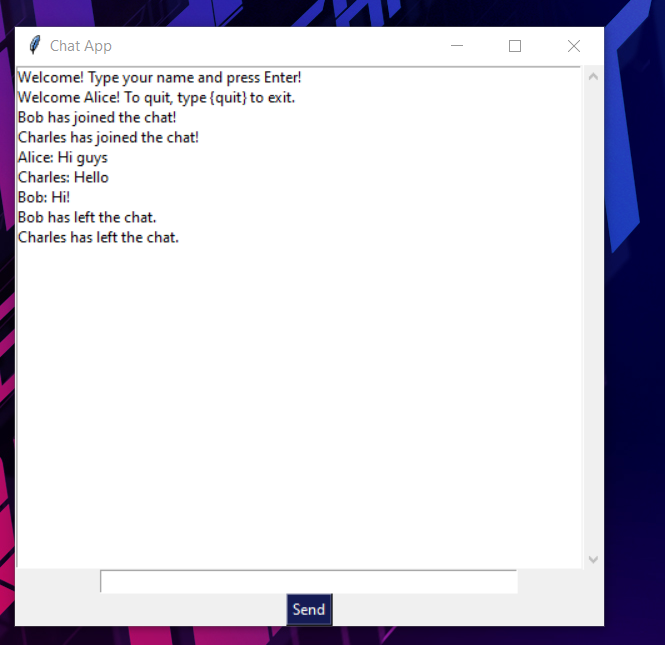 Chat App
Welcome! Type your name and press Enter!
Welcome Alice! To quit, type {quit} to exit.
Bob has joined the chat!
Charles has joined the chat!
Alice: Hi guys
Charles: Hello
Bob: Hi!
Bob has left the chat.
Charles has left the chat.
Send